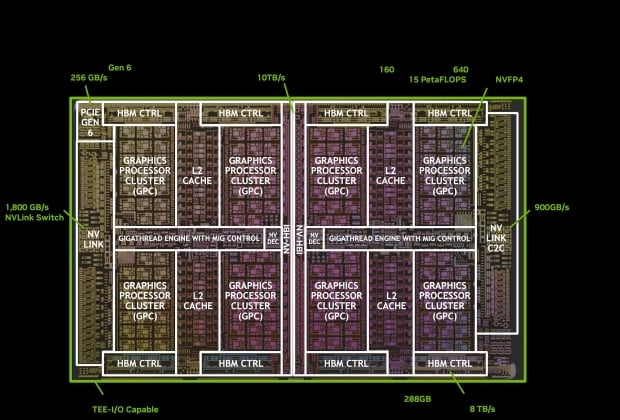 Gen 6
256 GB/s
10TB/s
160
640
15 PetaFLOPS
NVFP4
PCIE
GEN
6
HBM CTRL
HBM CTRL
HBM CTRL
HBM CTRL
GRAPHICS
PROCESSOR
CLUSTER
(GPC)
L2
CACHE
GRAPHICS
PROCESSOR
CLUSTER
(GPC)
GRAPHICS
PROCESSOR
CLUSTER
(GPC)
L2
CACHE
GRAPHICS
PROCESSOR
CLUSTER
(GPC)
1,800 GB/s
NVLink Switch
900GB/s
NV
LINK
GIGATHREAD ENGINE WITH MIG CONTROL
NV
DEC
NV-HBI
NV-HBI
NV
DEC
GIGATHREAD ENGINE WITH MIG CONTROL
NV
LINK
C2C
GRAPHICS
PROCESSOR
CLUSTER
(GPC)
L2
CACHE
GRAPHICS
PROCESSOR
CLUSTER
(GPC)
GRAPHICS
PROCESSOR
CLUSTER
(GPC)
L2
CACHE
GRAPHICS
PROCESSOR
CLUSTER
(GPC)
HBM CTRL
HBM CTRL
HBM CTRL
HBM CTRL
TEE-I/O Capable
288GB
8 TB/s